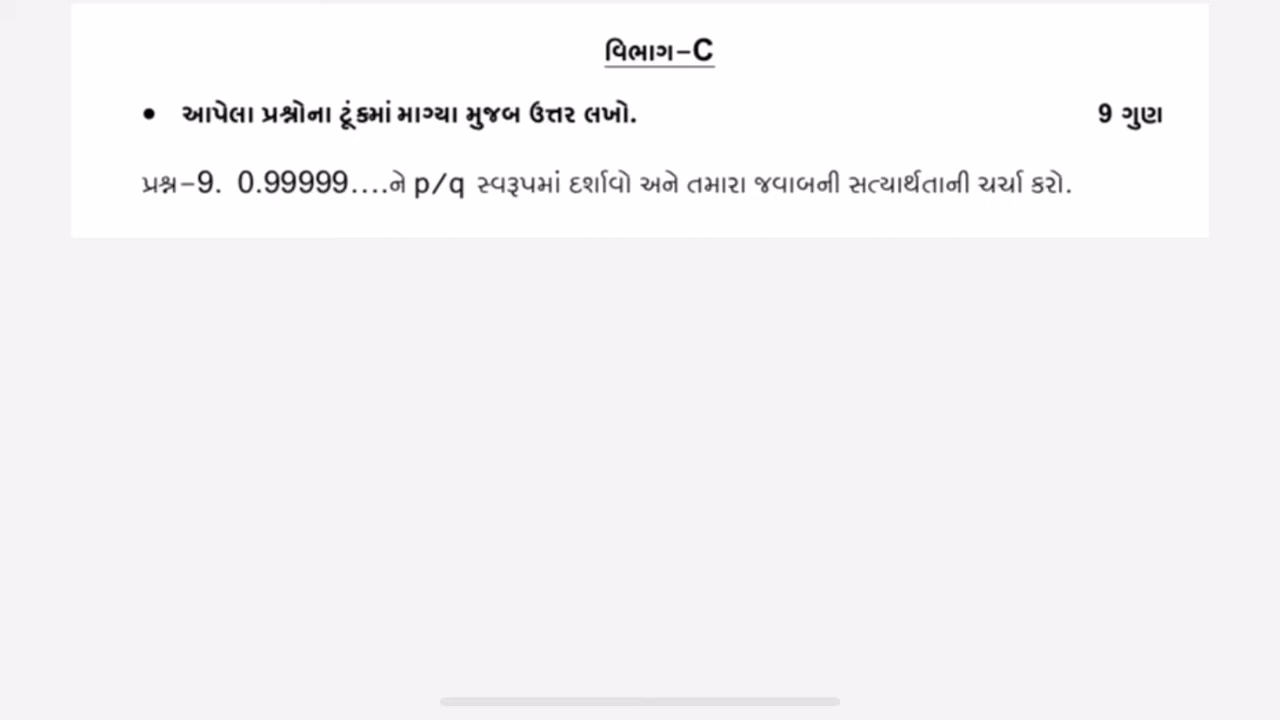 વિભાગ–C
• આપેલા પ્રશ્નોના ટૂંકમાં માગ્યા મુજબ ઉત્તર લખો. 9 ગુણ
પ્રશ્ન–9. 0.99999....ને p/q સ્વરૂપમાં દર્શાવો અને તમારા જવાબની સત્યાર્થતાની ચર્ચા કરો.